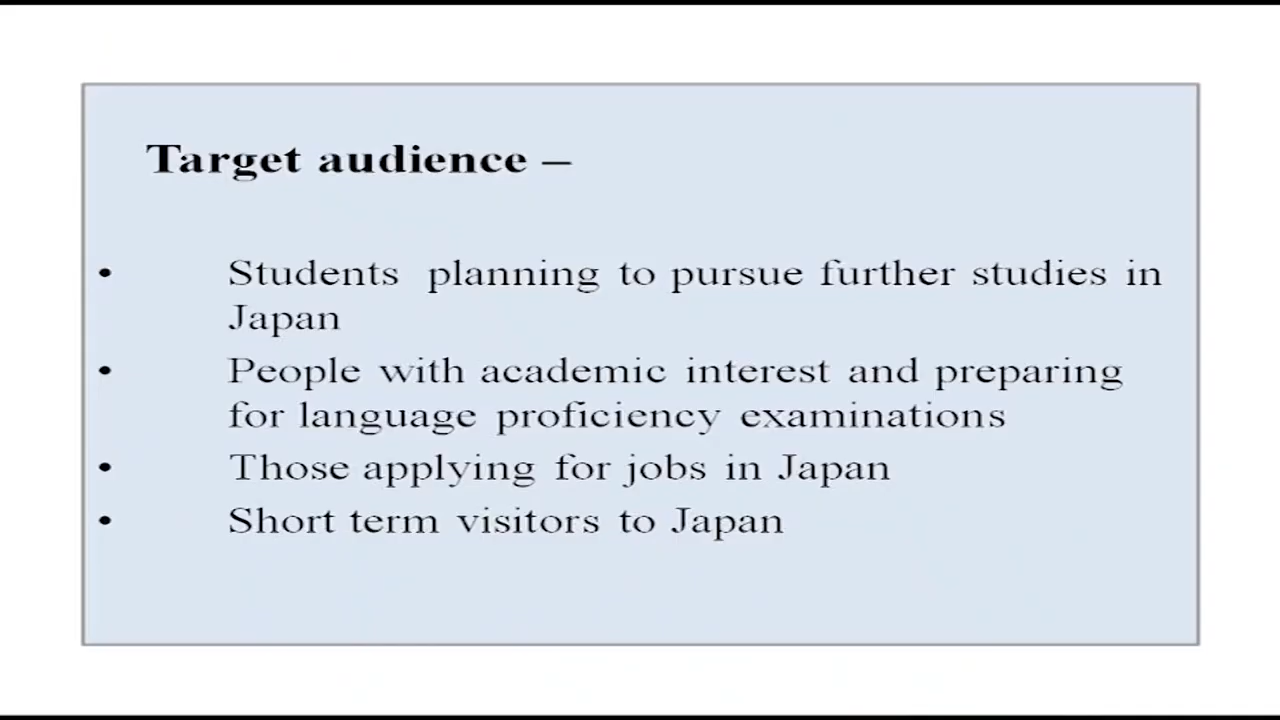 Target audience –
• Students planning to pursue further studies in
Japan
• People with academic interest and preparing
for language proficiency examinations
• Those applying for jobs in Japan
• Short term visitors to Japan